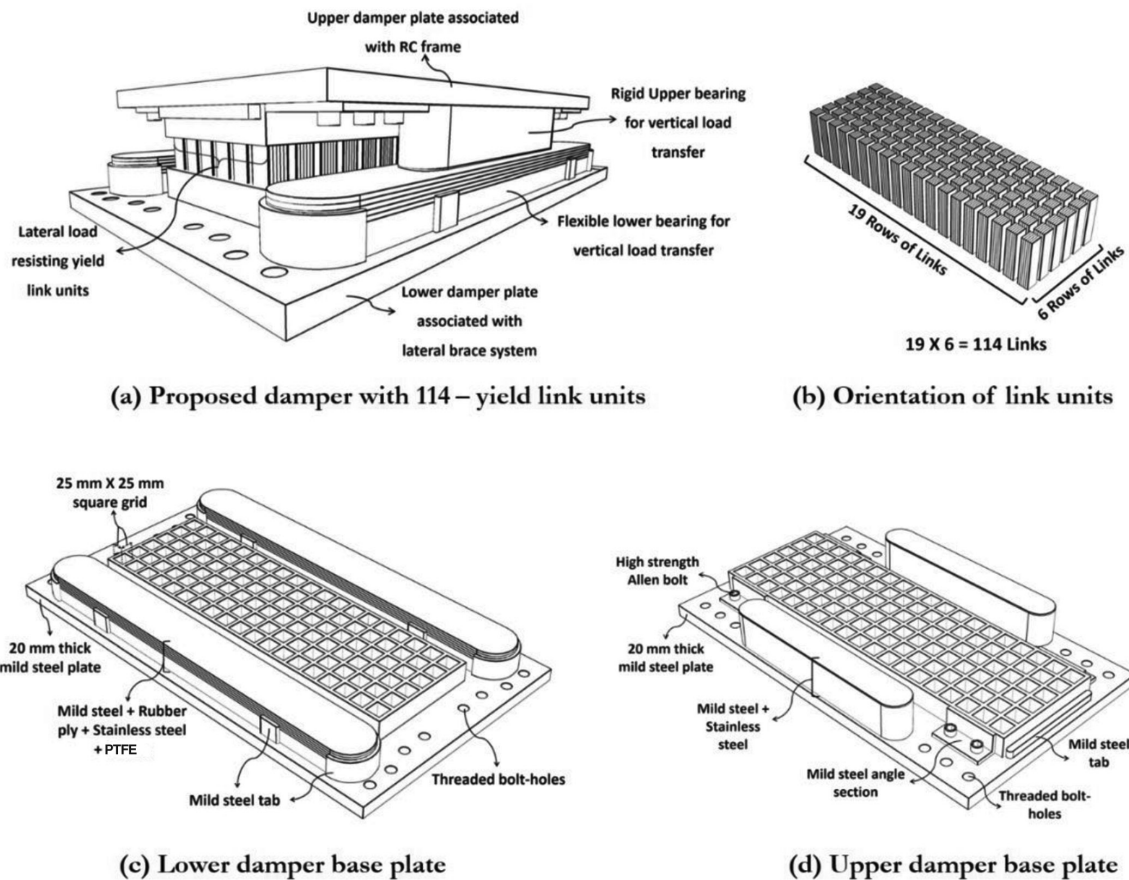 Upper damper plate associated
with RC frame
Rigid Upper bearing
for vertical load
transfer
Lateral load
resisting yield
link units
Flexible lower bearing for
vertical load transfer
Lower damper plate
associated with
lateral brace system
(a) Proposed damper with 114 – yield link units
19 Rows of Links
6 Rows of Links
19 X 6 = 114 Links
(b) Orientation of link units
25 mm X 25 mm
square grid
20 mm thick
mild steel plate
Mild steel + Rubber
ply + Stainless steel
+ PTFE
Mild steel tab
Threaded bolt-holes
(c) Lower damper base plate
High strength
Allen bolt
20 mm thick
mild steel plate
Mild steel +
Stainless
steel
Mild steel angle
section
Mild steel
tab
Threaded bolt-
holes
(d) Upper damper base plate